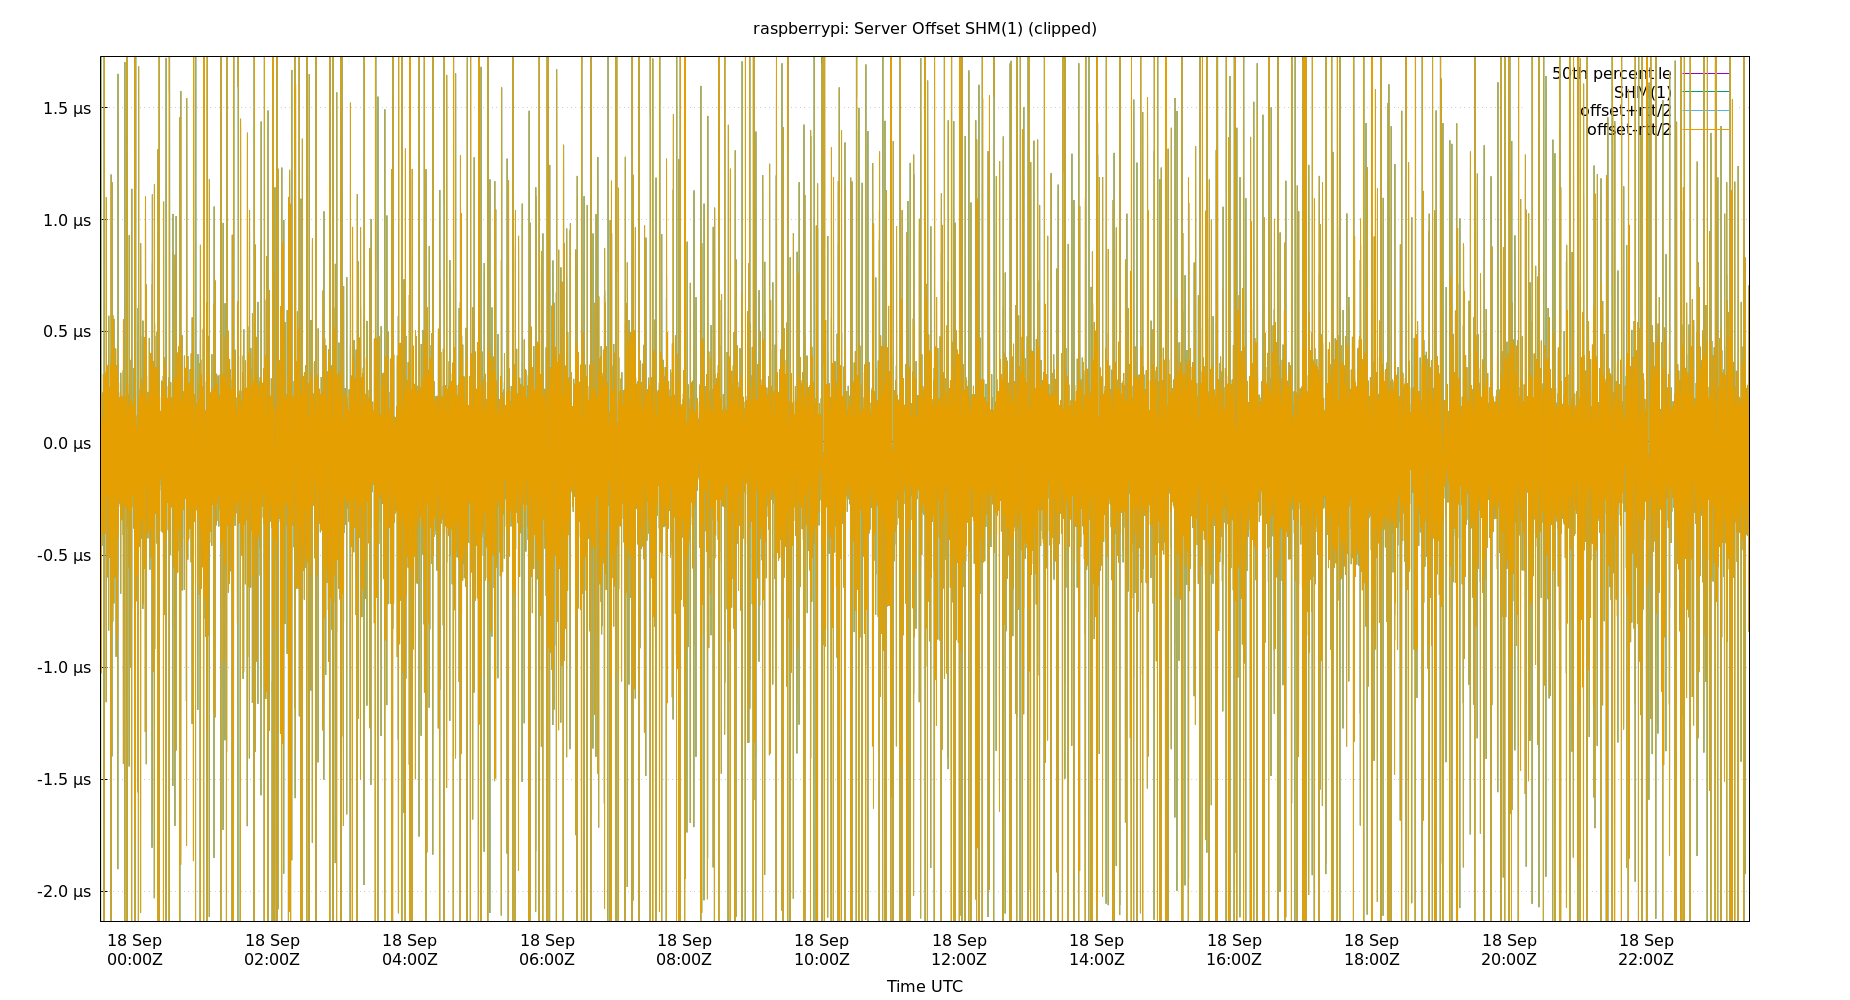 raspberrypi: Server Offset SHM(1) (clipped)
50th percentile
SHM(1)
offset+rtt/2
offset-rtt/2
1.5 µs
1.0 µs
0.5 µs
0.0 µs
-0.5 µs
-1.0 µs
-1.5 µs
-2.0 µs
18 Sep 18 Sep 18 Sep 18 Sep 18 Sep 18 Sep 18 Sep 18 Sep 18 Sep 18 Sep 18 Sep 18 Sep
00:00Z 02:00Z 04:00Z 06:00Z 08:00Z 10:00Z 12:00Z 14:00Z 16:00Z 18:00Z 20:00Z 22:00Z
Time UTC